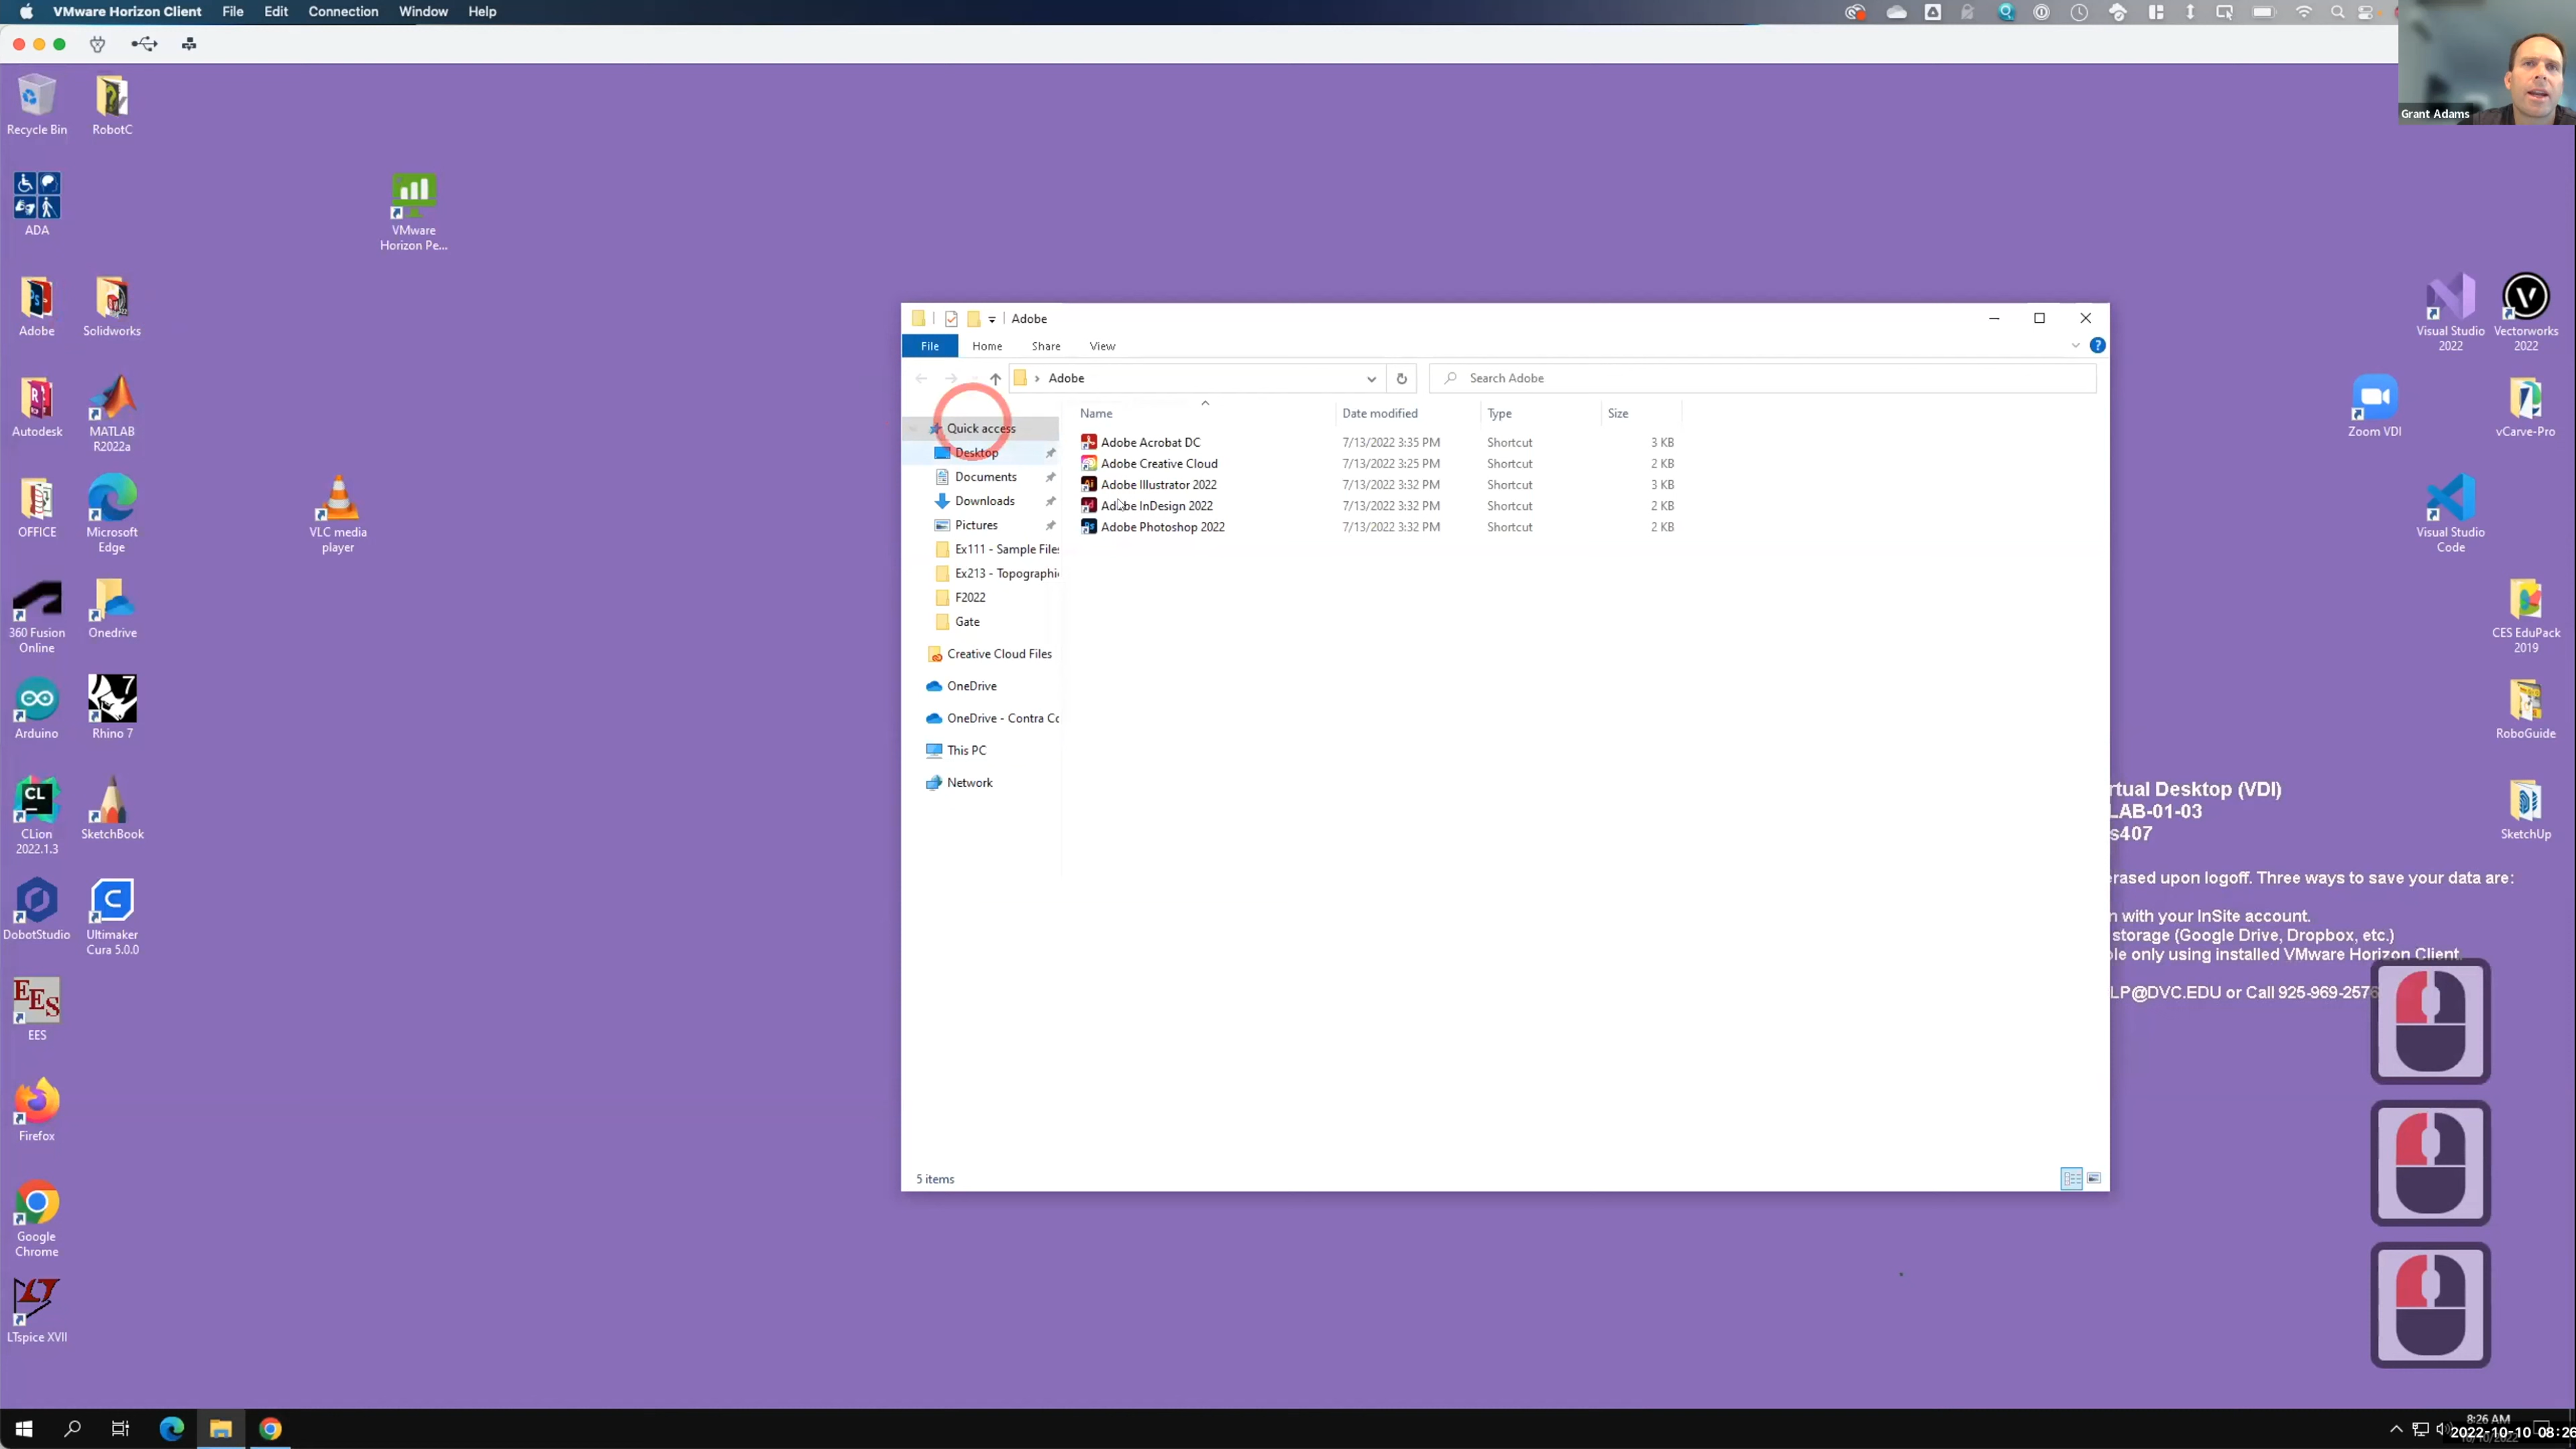 VMware Horizon Client File Edit Connection Window Help
Grant Adams
Recycle Bin
RobotC
ADA
VMware
Horizon Pe...
Adobe
Solidworks
Autodesk
MATLAB
R2022a
OFFICE
Microsoft
Edge
VLC media
player
360 Fusion
Online
Onedrive
Arduino
Rhino 7
CLion
2022.1.3
SketchBook
DobotStudio
Ultimaker
Cura 5.0.0
EES
Firefox
Google
Chrome
LTspice XVII
Adobe
File Home Share View
Adobe
Search Adobe
Quick access
Desktop
Documents
Downloads
Pictures
Ex111 - Sample Files
Ex213 - Topographi
F2022
Gate
Creative Cloud Files
OneDrive
OneDrive - Contra Co
This PC
Network
Name Date modified Type Size
Adobe Acrobat DC 7/13/2022 3:35 PM Shortcut 3 KB
Adobe Creative Cloud 7/13/2022 3:25 PM Shortcut 2 KB
Adobe Illustrator 2022 7/13/2022 3:32 PM Shortcut 3 KB
Adobe InDesign 2022 7/13/2022 3:32 PM Shortcut 2 KB
Adobe Photoshop 2022 7/13/2022 3:32 PM Shortcut 2 KB
5 items
Visual Studio
2022
Vectorworks
2022
Zoom VDI
vCarve-Pro
Visual Studio
Code
CES EduPack
2019
RoboGuide
SketchUp
rtual Desktop (VDI)
LAB-01-03
s407
erased upon logoff. Three ways to save your data are:
n with your InSite account.
storage (Google Drive, Dropbox, etc.)
ble only using installed VMware Horizon Client.
LP@DVC.EDU or Call 925-969-2576
8:26 AM
2022-10-10 08:2